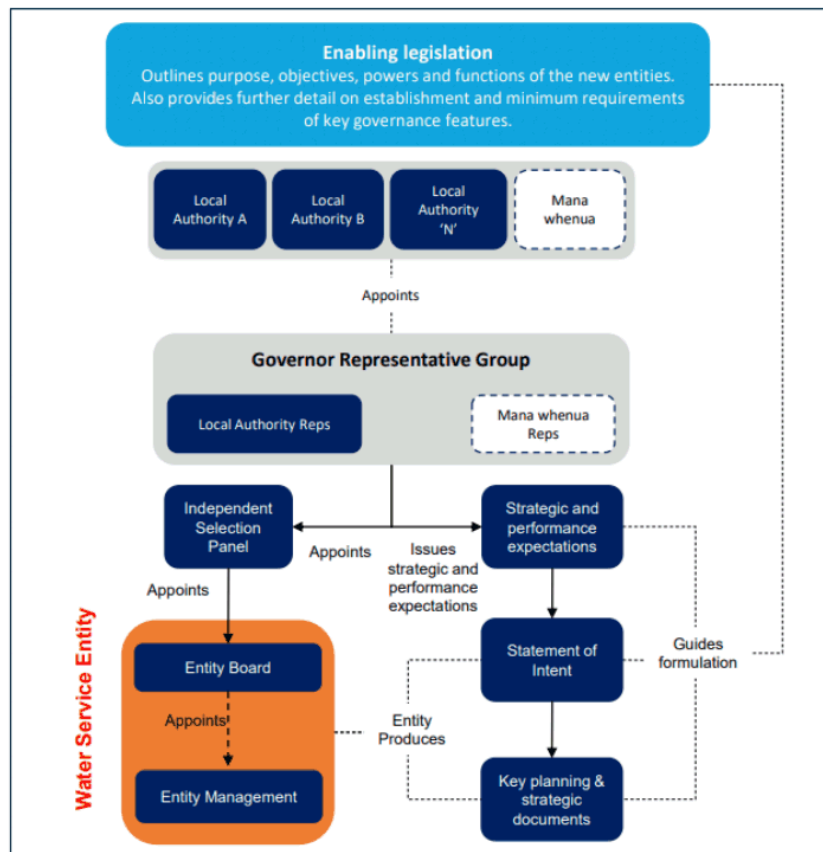 Enabling legislation
Outlines purpose, objectives, powers and functions of the new entities.
Also provides further detail on establishment and minimum requirements
of key governance features.
Local
Authority A
Local
Authority B
Local
Authority
'N'
Mana
whenua
Appoints
Governor Representative Group
Local Authority Reps
Mana whenua
Reps
Independent
Selection
Panel
Appoints
Issues
strategic and
performance
expectations
Strategic and
performance
expectations
Appoints
Water Service Entity
Entity Board
Appoints
Entity Management
Entity
Produces
Statement of
Intent
Guides
formulation
Key planning &
strategic
documents